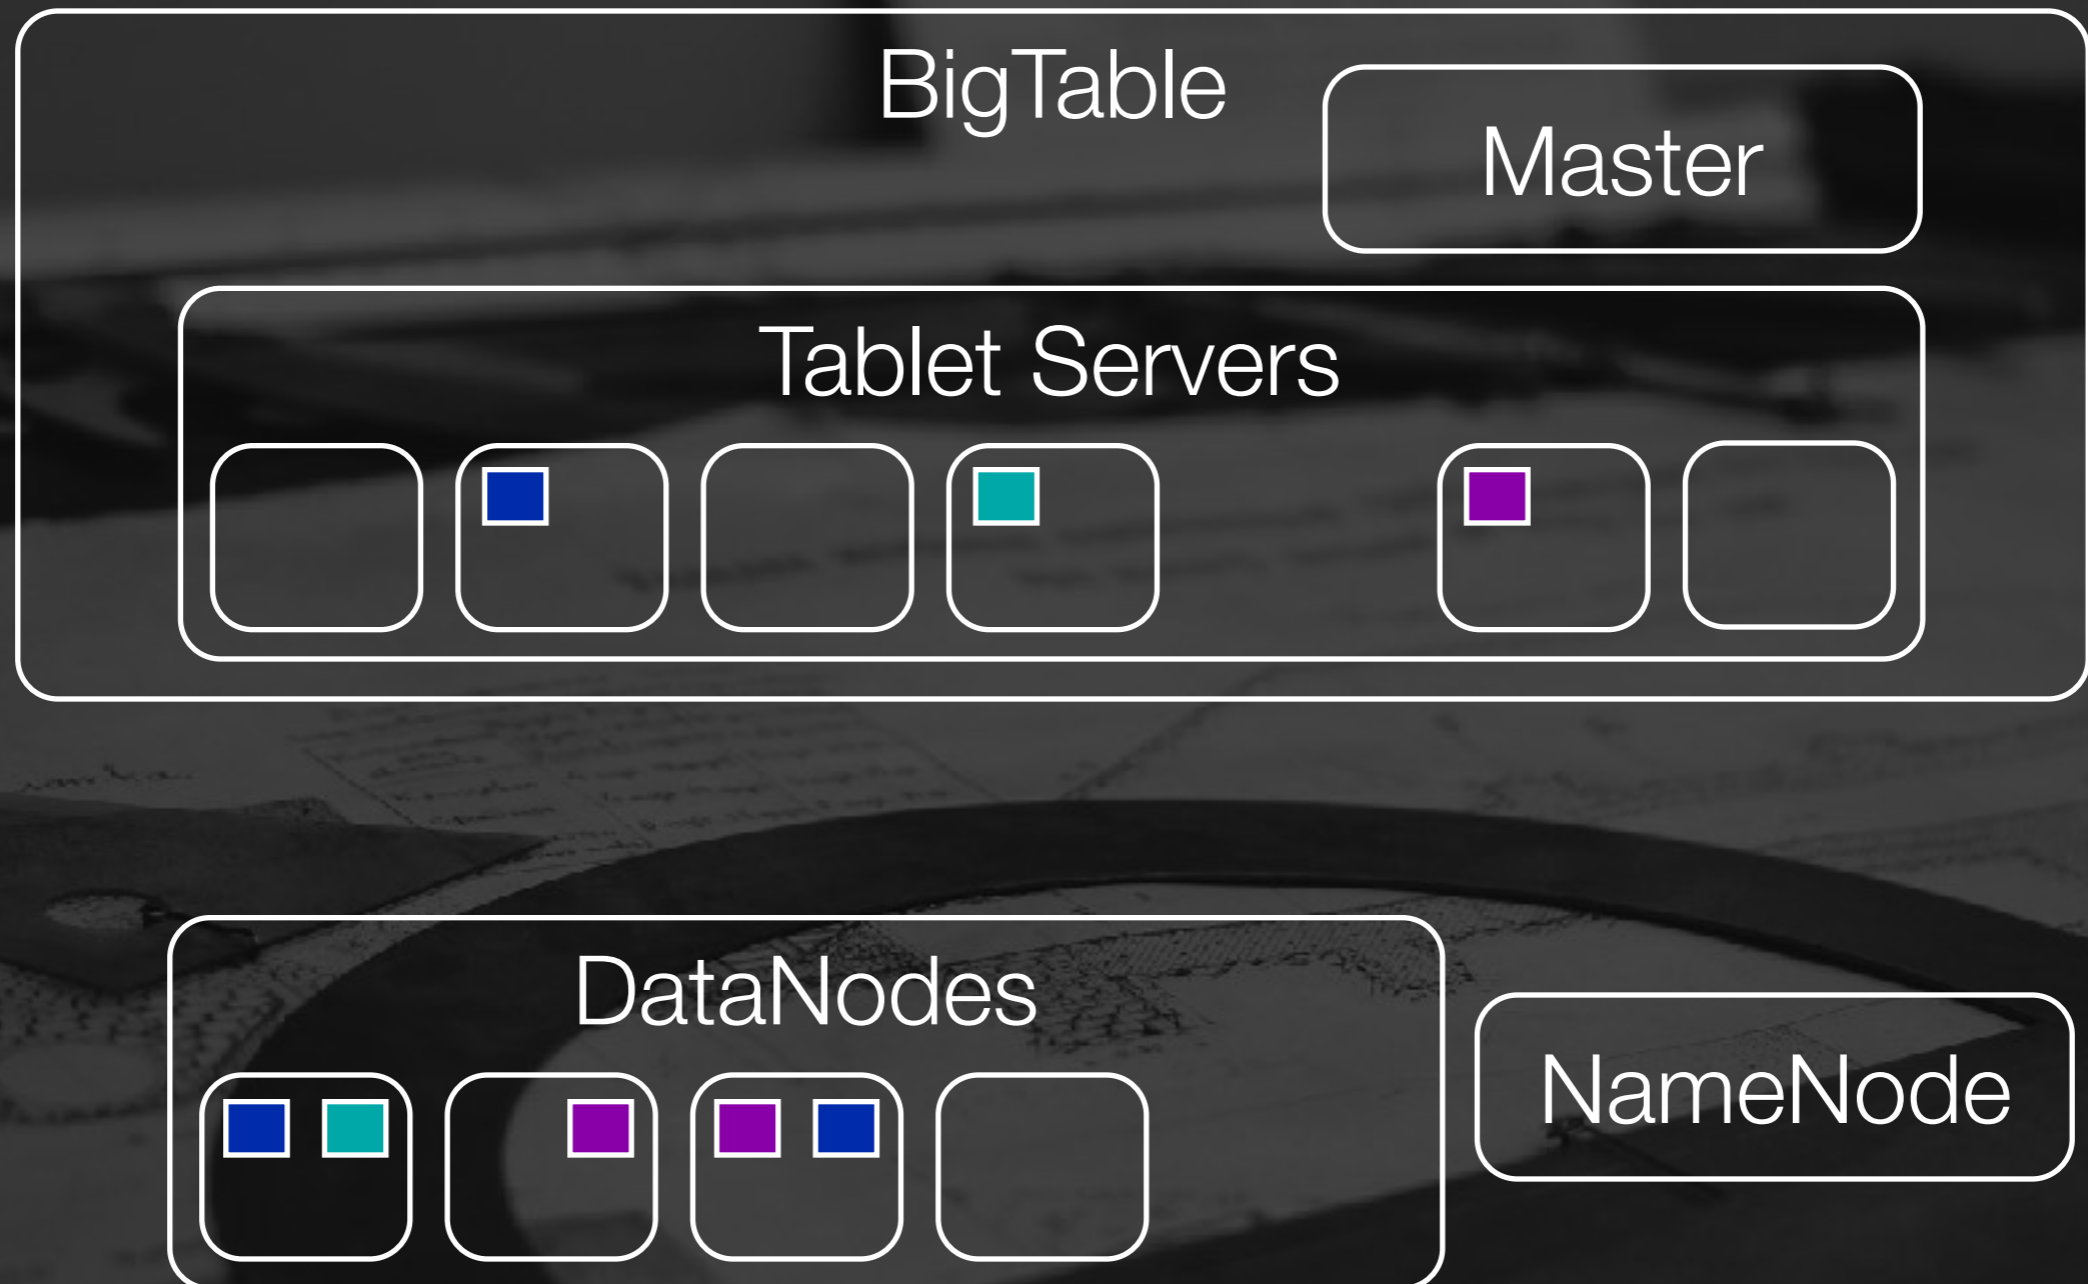 BigTable
Master
Tablet Servers
DataNodes
NameNode